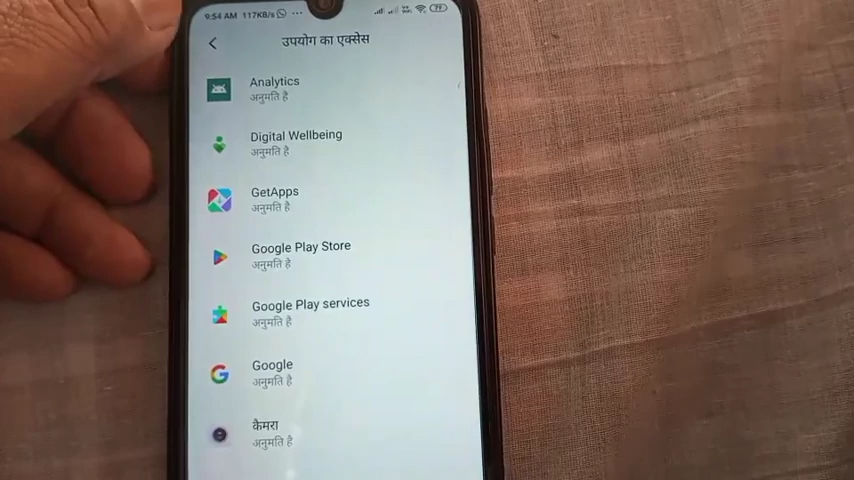 9:54 AM 117KB/s ... 79
उपयोग का एक्सेस
Analytics
अनुमति है
Digital Wellbeing
अनुमति है
GetApps
अनुमति है
Google Play Store
अनुमति है
Google Play services
अनुमति है
Google
अनुमति है
कैमरा
अनुमति है